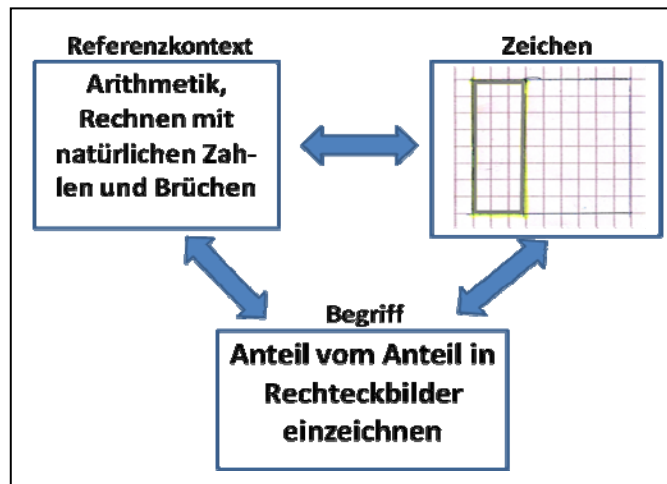 Referenzkontext
Arithmetik,
Rechnen mit
natürlichen Zah-
len und Brüchen
Zeichen
Begriff
Anteil vom Anteil in
Rechteckbilder
einzeichnen